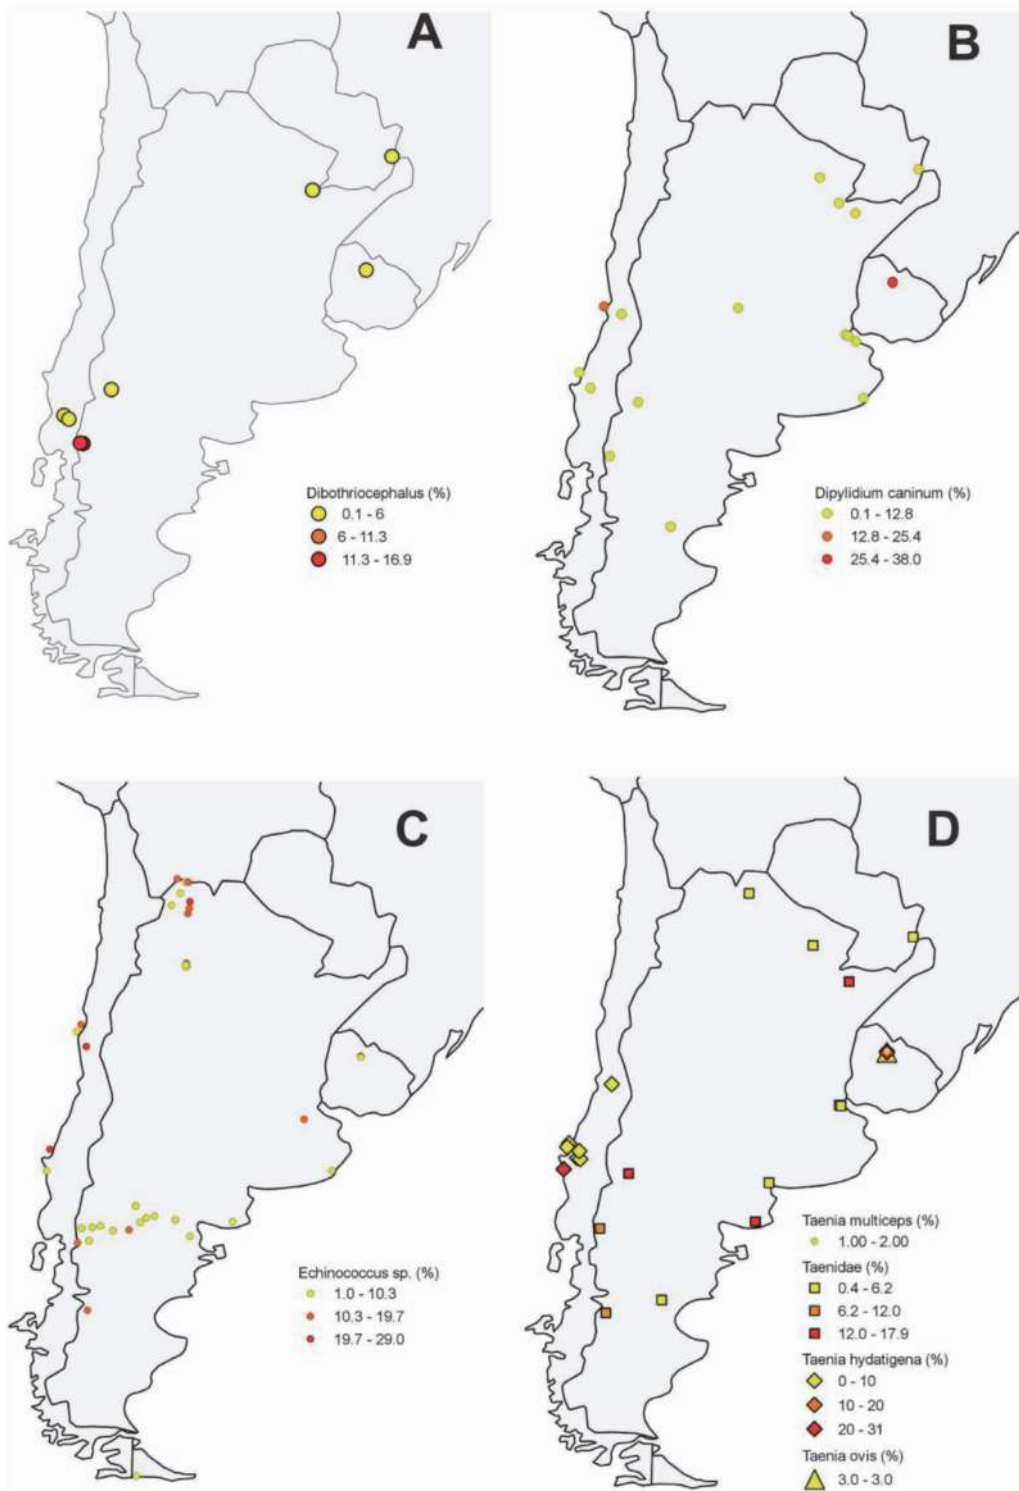 A
B
Dibothriocephalus (%)
0.1 - 6
6 - 11.3
11.3 - 16.9
Dipylidium caninum (%)
0.1 - 12.8
12.8 - 25.4
25.4 - 38.0
C
D
Echinococcus sp. (%)
1.0 - 10.3
10.3 - 19.7
19.7 - 29.0
Taenia multiceps (%)
1.00 - 2.00
Taenidae (%)
0.4 - 6.2
6.2 - 12.0
12.0 - 17.9
Taenia hydatigena (%)
0 - 10
10 - 20
20 - 31
Taenia ovis (%)
3.0 - 3.0